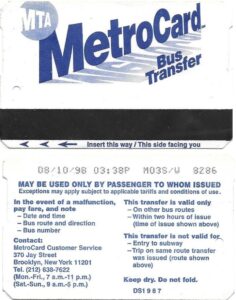 MTA
MetroCard
Bus
Transfer
Insert this way / This side facing you
08/10/98 03:38P M03S/W 9286
MAY BE USED ONLY BY PASSENGER TO WHOM ISSUED
Exceptions may apply subject to applicable tariffs and conditions of use.
In the event of a malfunction,
pay fare, and note
– Date and time
– Bus route and direction
– Bus number
Contact:
MetroCard Customer Service
370 Jay Street
Brooklyn, New York 11201
Tel. (212) 638-7622
(Mon.-Fri., 7 a.m.-11 p.m.)
(Sat.-Sun., 9 a.m.-5 p.m.)
This transfer is valid only
– On other bus routes
– Within two hours of issue
(time of issue shown above)
This transfer is not valid for
– Entry to subway
– Trip on same route transfer
was issued (route shown
above)
Keep dry. Do not fold.
DS1987